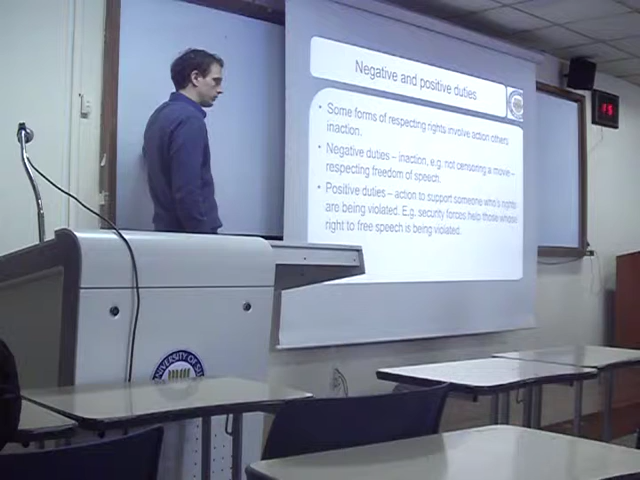 Negative and positive duties
• Some forms of respecting rights involve action others
inaction.
• Negative duties – inaction, e.g. not censoring a movie –
respecting freedom of speech.
• Positive duties – action to support someone who's rights
are being violated. E.g. security forces help those whose
right to free speech is being violated.
UNIVERSITY OF